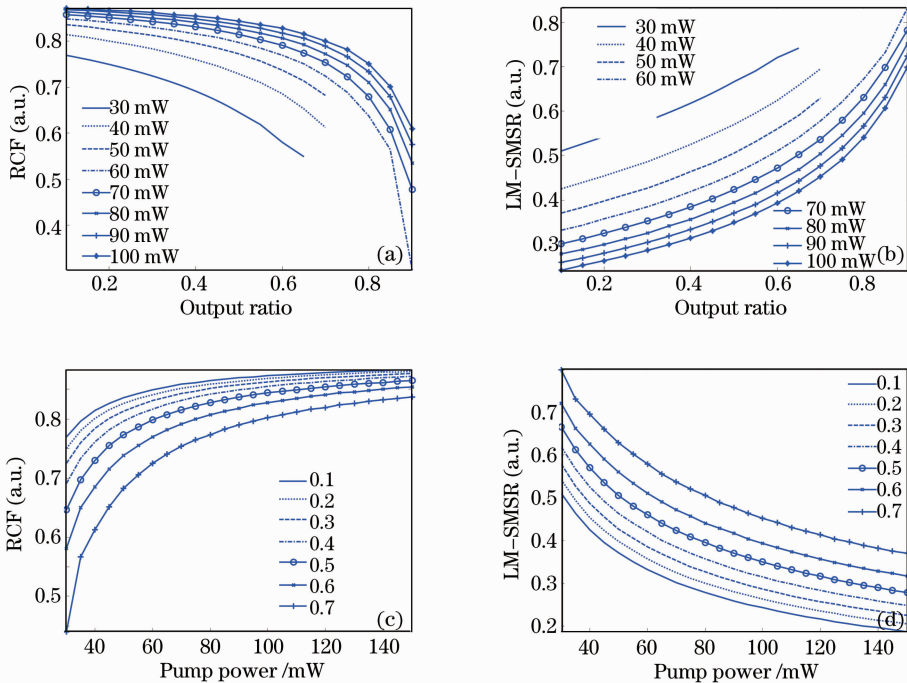 0.8
0.7
0.6
0.5
0.4
RCF (a.u.)
30 mW
40 mW
50 mW
60 mW
70 mW
80 mW
90 mW
100 mW
(a)
0.2
0.4
0.6
0.8
Output ratio
0.8
0.7
0.6
0.5
0.4
0.3
LM-SMSR (a.u.)
30 mW
40 mW
50 mW
60 mW
70 mW
80 mW
90 mW
100 mW
(b)
0.2
0.4
0.6
0.8
Output ratio
0.8
0.7
0.6
0.5
RCF (a.u.)
0.1
0.2
0.3
0.4
0.5
0.6
0.7
(c)
40
60
80
100
120
140
Pump power /mW
0.7
0.6
0.5
0.4
0.3
0.2
LM-SMSR (a.u.)
0.1
0.2
0.3
0.4
0.5
0.6
0.7
(d)
40
60
80
100
120
140
Pump power /mW